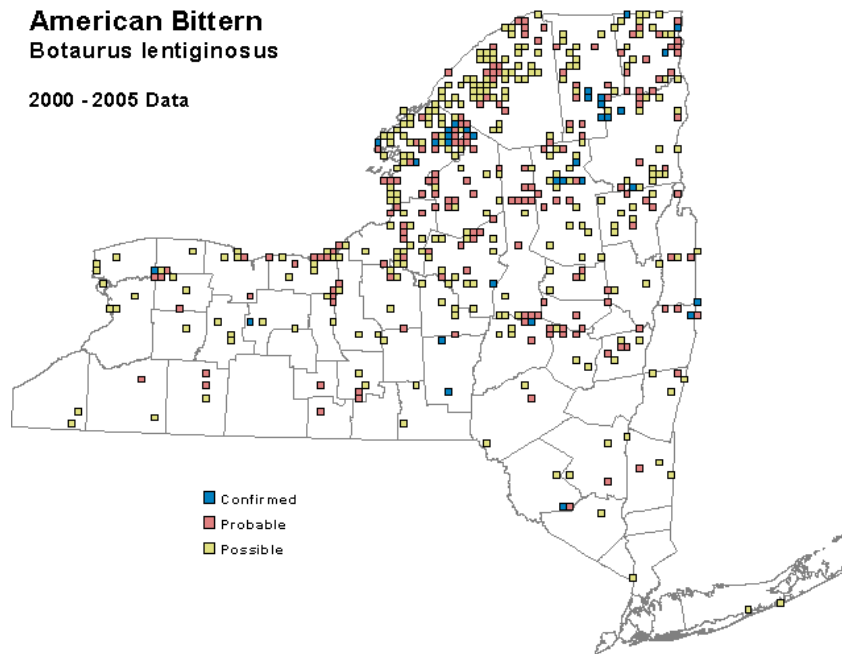 American Bittern
Botaurus lentiginosus
2000 - 2005 Data
Confirmed
Probable
Possible